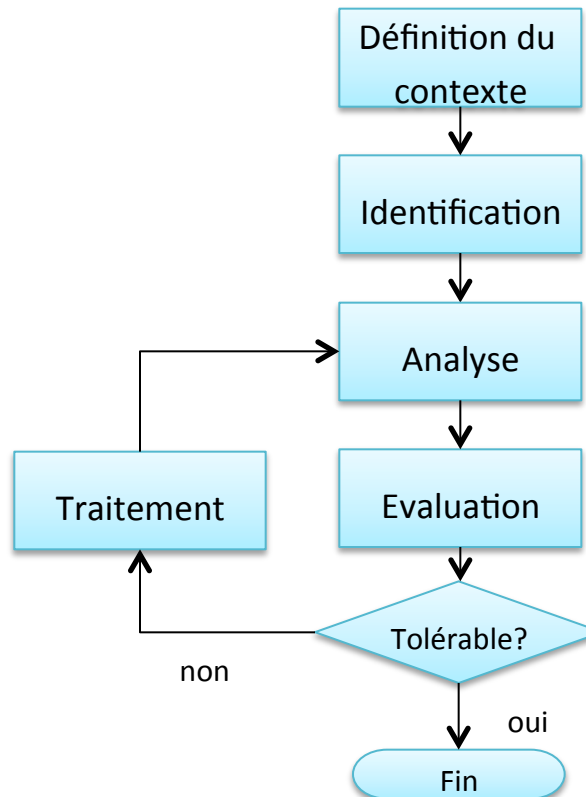 Définition du
contexte
Identification
Analyse
Traitement
Evaluation
Tolérable?
non
oui
Fin